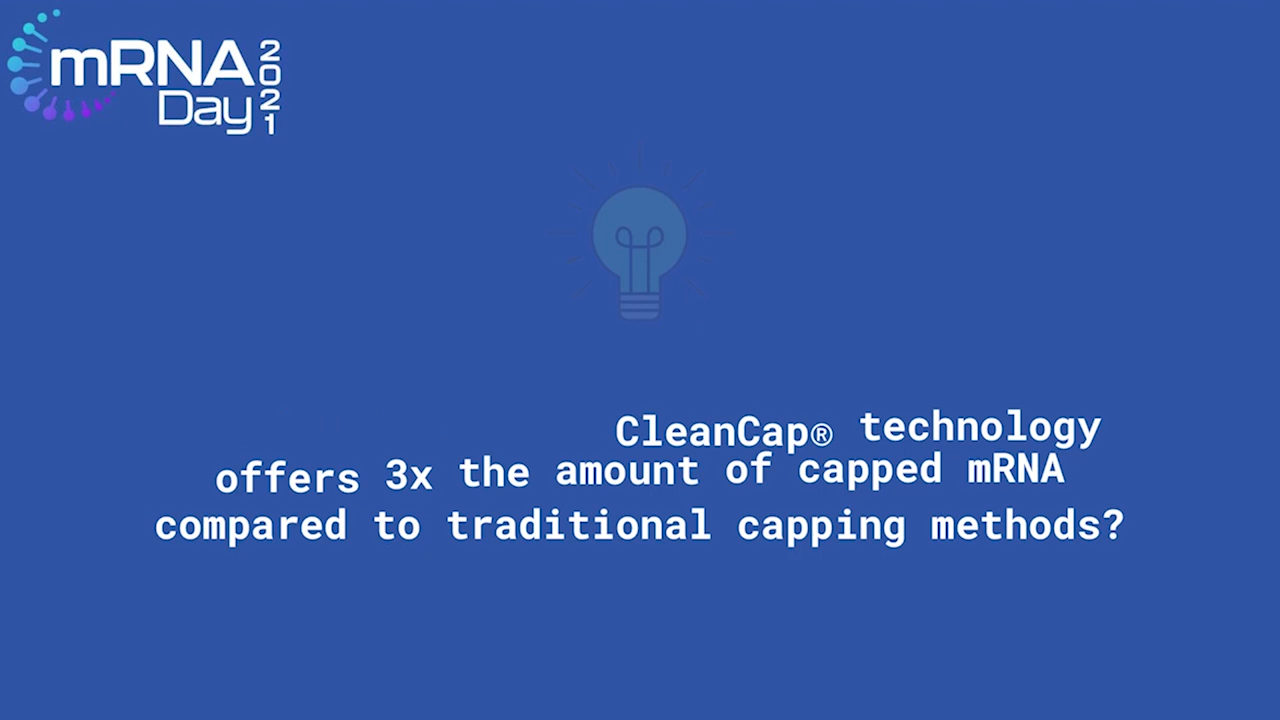 mRNA
Day
2021
CleanCap® technology
offers 3x the amount of capped mRNA
compared to traditional capping methods?